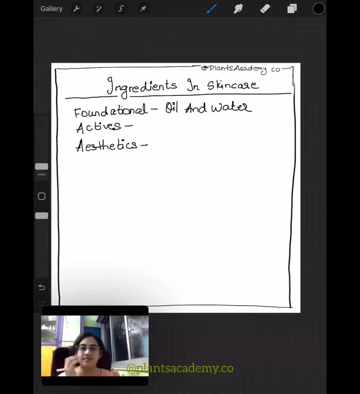 Gallery
@PlantsAcademy.co
Ingredients In Skincare
Foundational - Oil And Water
Actives -
Aesthetics -
@plantsacademy.co